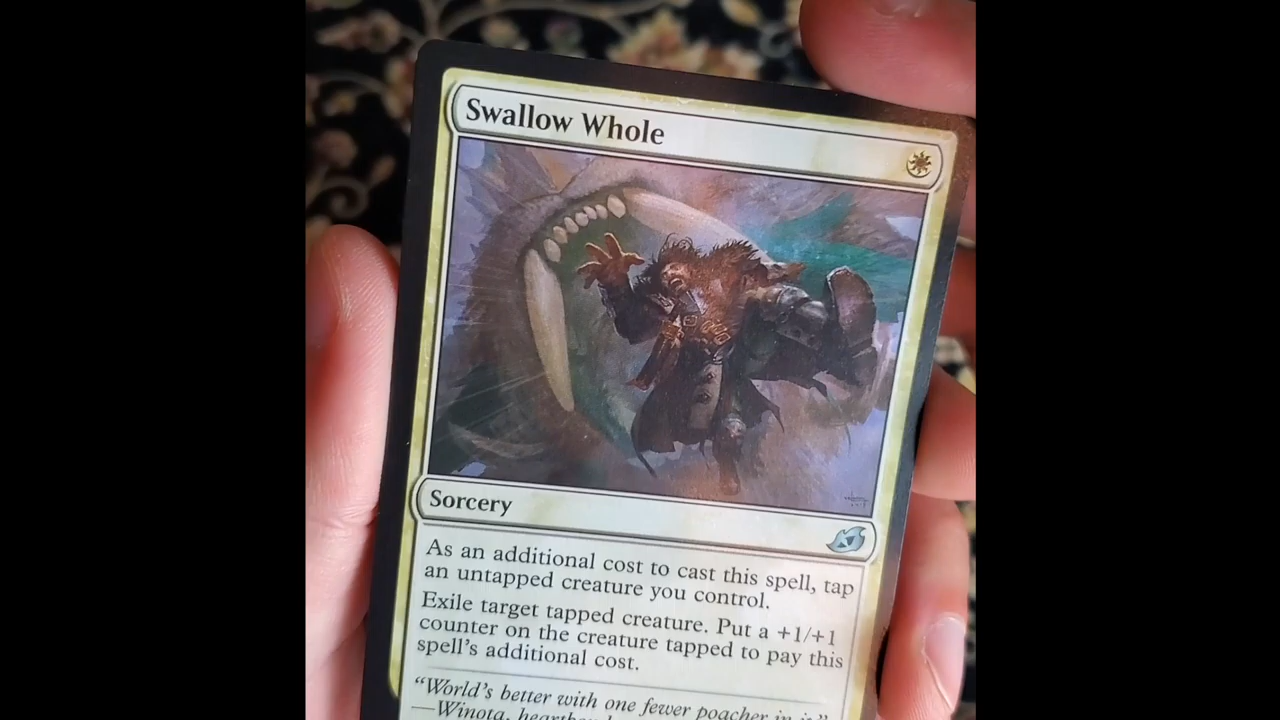 Swallow Whole
Sorcery
As an additional cost to cast this spell, tap
an untapped creature you control.
Exile target tapped creature. Put a +1/+1
counter on the creature tapped to pay this
spell's additional cost.
"World's better with one fewer poacher in it."
—Winota,